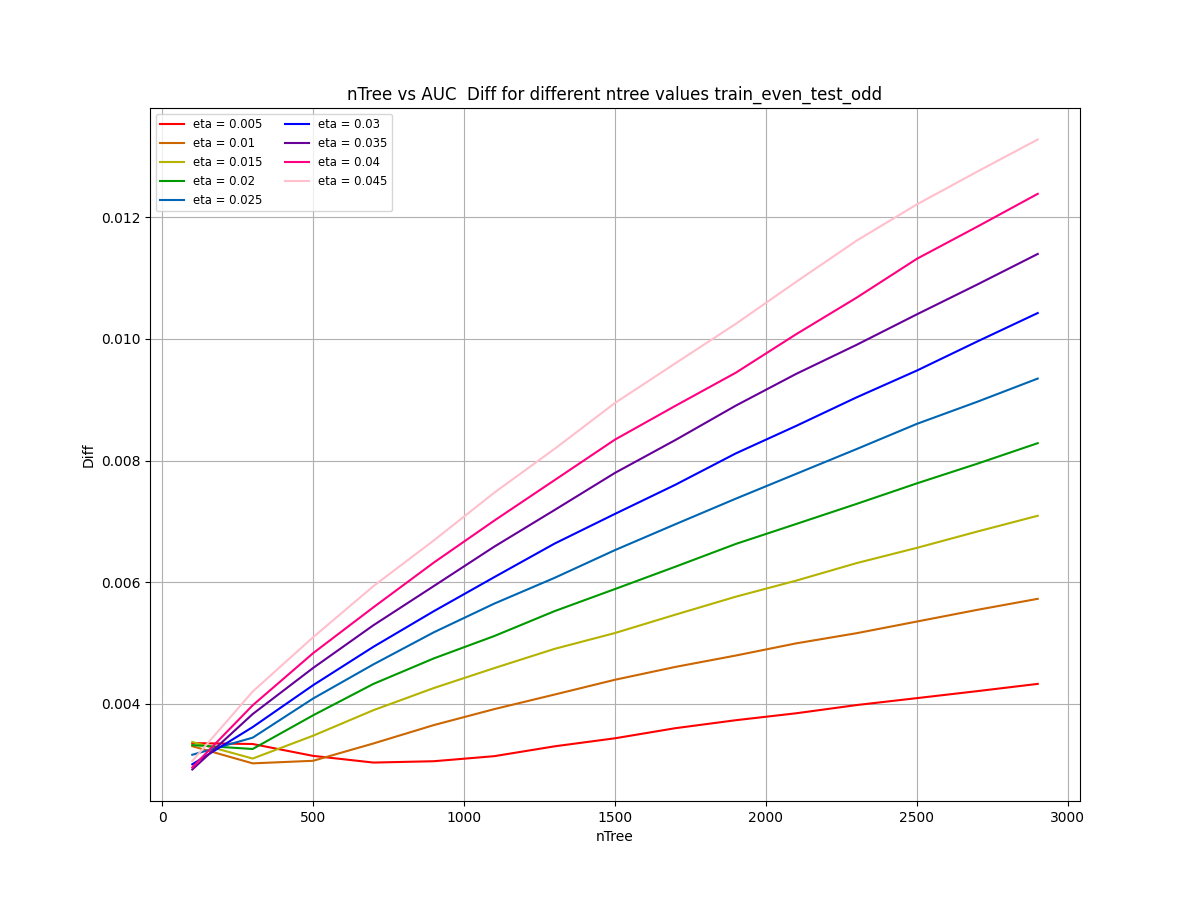 nTree vs AUC  Diff for different ntree values train_even_test_odd
eta = 0.005
eta = 0.01
eta = 0.015
eta = 0.02
eta = 0.025
eta = 0.03
eta = 0.035
eta = 0.04
eta = 0.045
Diff
0.012
0.010
0.008
0.006
0.004
0
500
1000
1500
2000
2500
3000
nTree